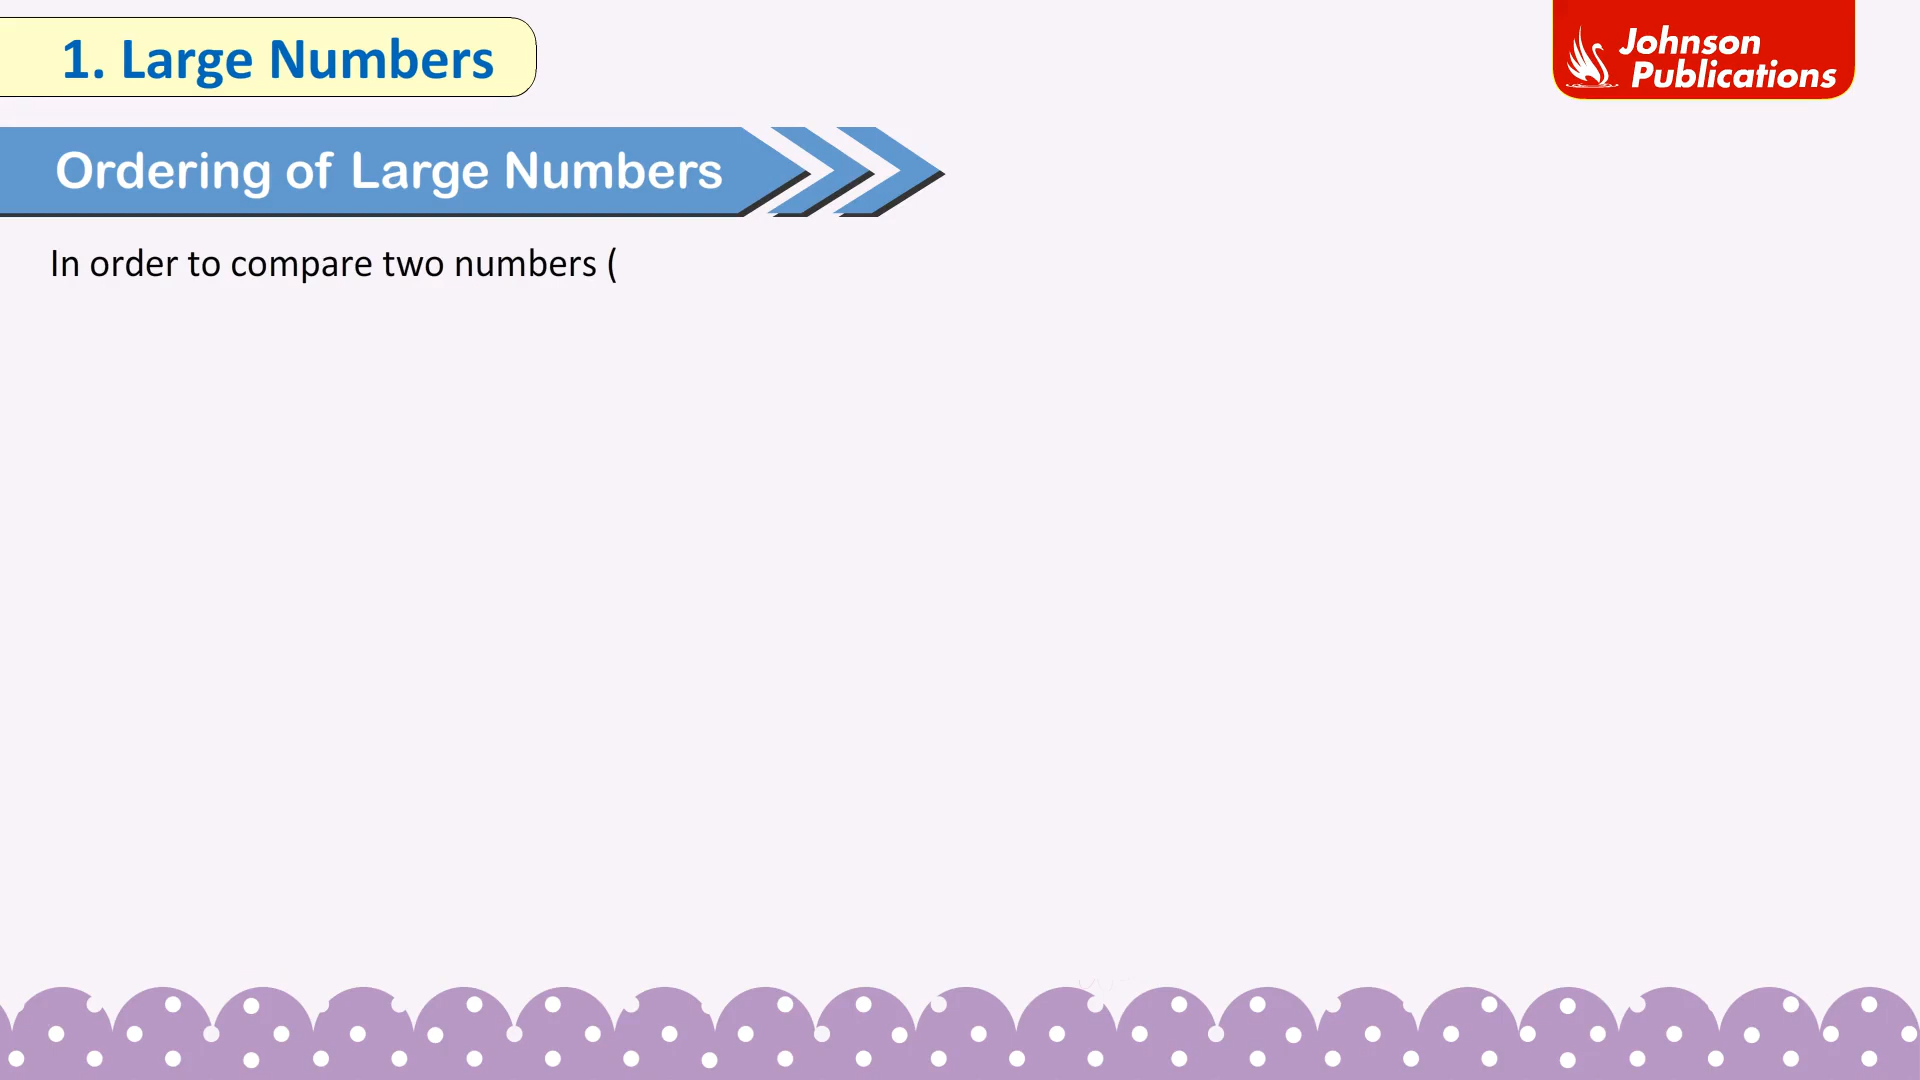 1. Large Numbers
Johnson
Publications
Ordering of Large Numbers
In order to compare two numbers (